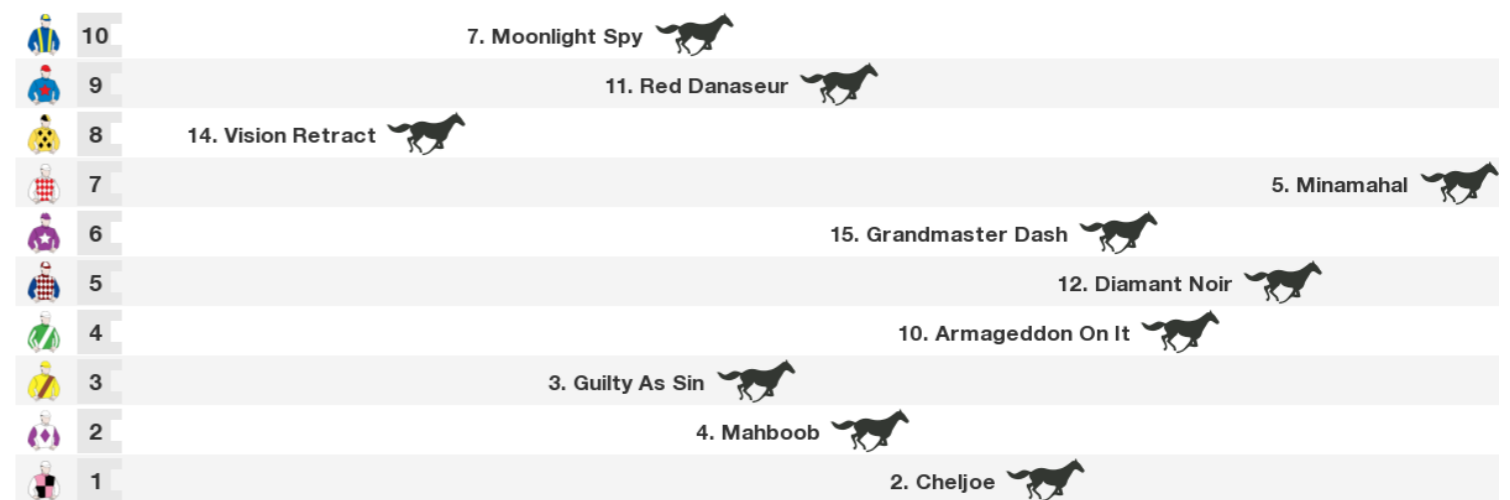 10 7. Moonlight Spy
9 11. Red Danaseur
8 14. Vision Retract
7 5. Minamahal
6 15. Grandmaster Dash
5 12. Diamant Noir
4 10. Armageddon On It
3 3. Guilty As Sin
2 4. Mahboob
1 2. Cheljoe